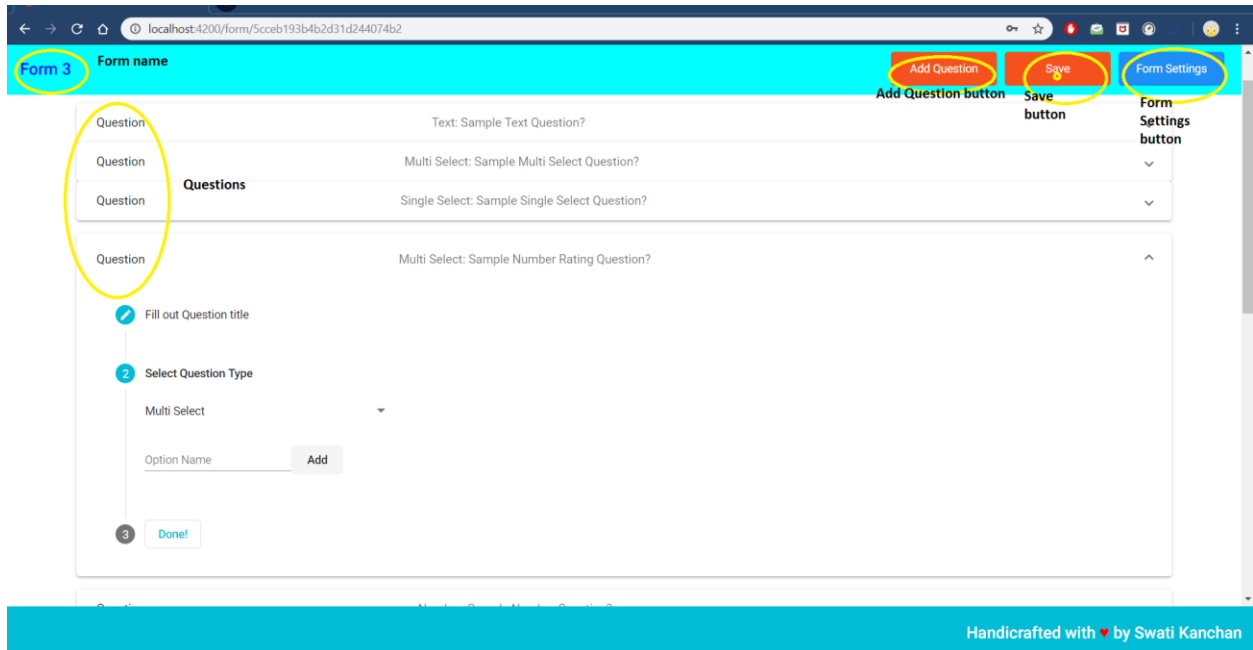 localhost:4200/form/5cceb193b4b2d31d244074b2
Form 3
Form name
Add Question
Save
Form Settings
Add Question button
Save
button
Form
Settings
button
Question
Text: Sample Text Question?
Question
Multi Select: Sample Multi Select Question?
Questions
Question
Single Select: Sample Single Select Question?
Question
Multi Select: Sample Number Rating Question?
Fill out Question title
2
Select Question Type
Multi Select
Option Name
Add
3
Done!
Handicrafted with ♥ by Swati Kanchan